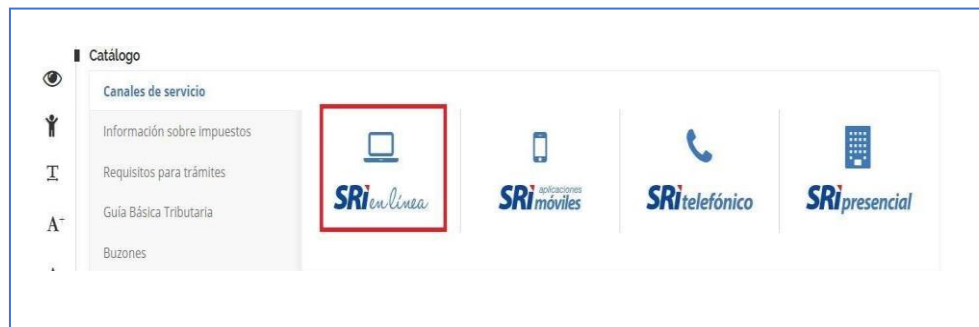 Catálogo
Canales de servicio
Información sobre impuestos
Requisitos para trámites
Guía Básica Tributaria
Buzones
SRi en línea
SRi aplicaciones móviles
SRi telefónico
SRi presencial
T
A+